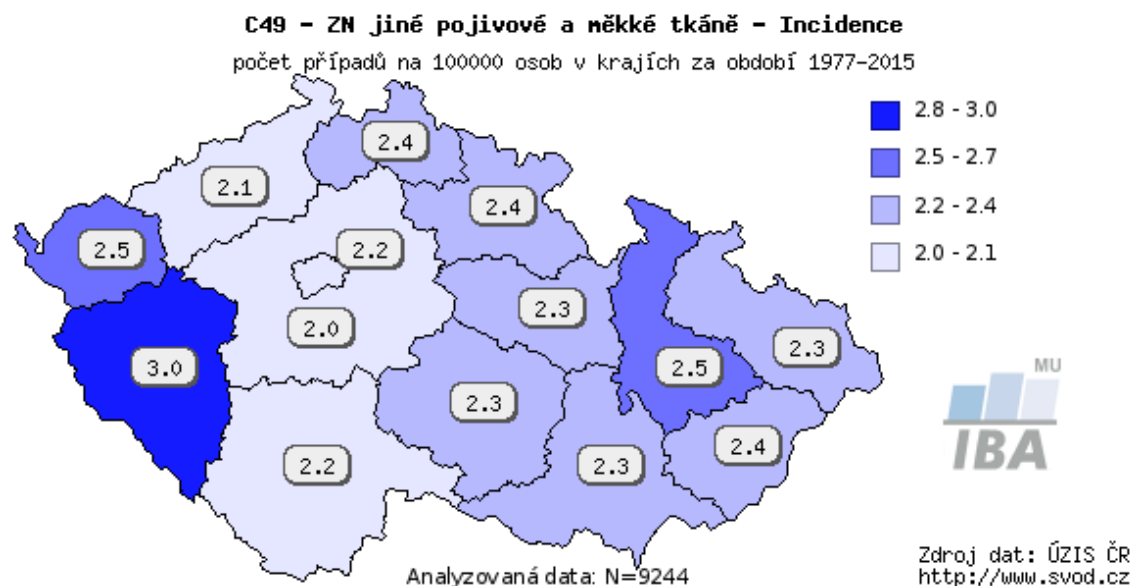 C49 - ZN jiné pojivové a měkké tkáně - Incidence
počet případů na 100000 osob v krajích za období 1977-2015
2.8 - 3.0
2.5 - 2.7
2.2 - 2.4
2.0 - 2.1
2.4
2.1
2.4
2.5
2.2
2.3
2.0
2.3
3.0
2.5
2.3
2.4
2.2
2.3
MU
IBA
Analyzovaná data: N=9244
Zdroj dat: ÚZIS ČR
http://www.svod.cz